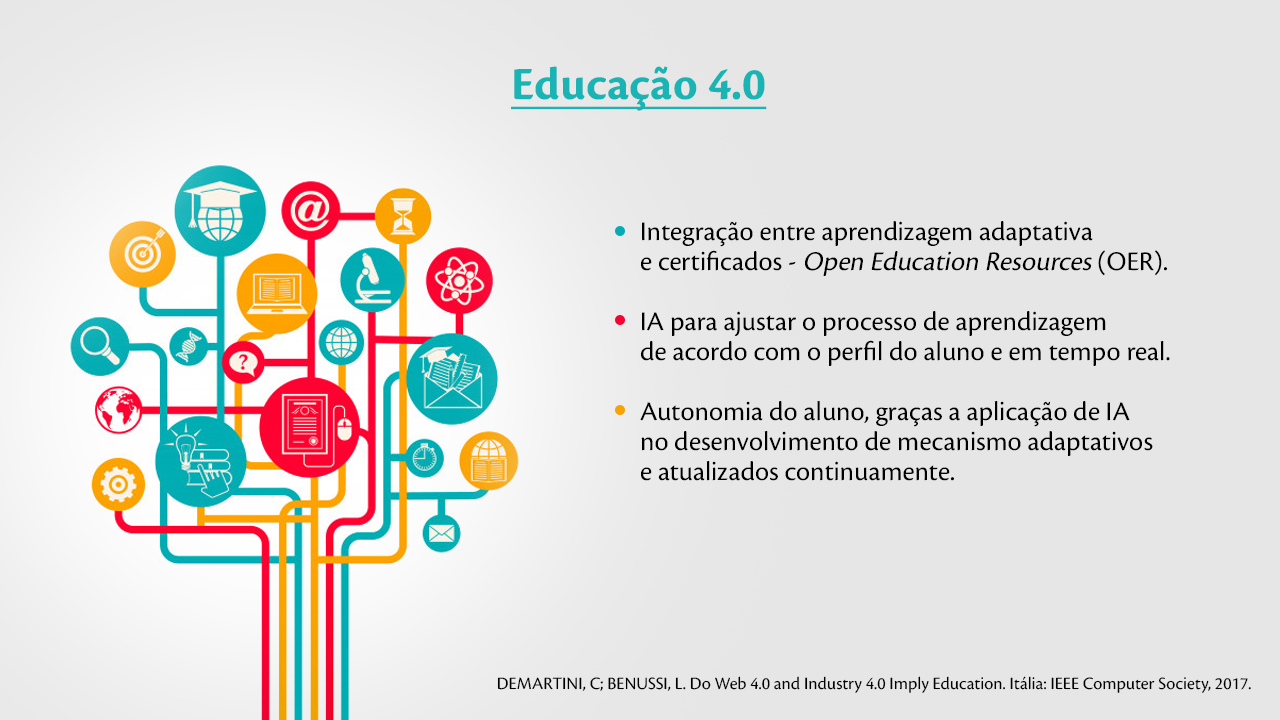 Educação 4.0
@
?
Integração entre aprendizagem adaptativa
e certificados - Open Education Resources (OER).
IA para ajustar o processo de aprendizagem
de acordo com o perfil do aluno e em tempo real.
Autonomia do aluno, graças a aplicação de IA
no desenvolvimento de mecanismo adaptativos
e atualizados continuamente.
DEMARTINI, C; BENUSSI, L. Do Web 4.0 and Industry 4.0 Imply Education. Itália: IEEE Computer Society, 2017.